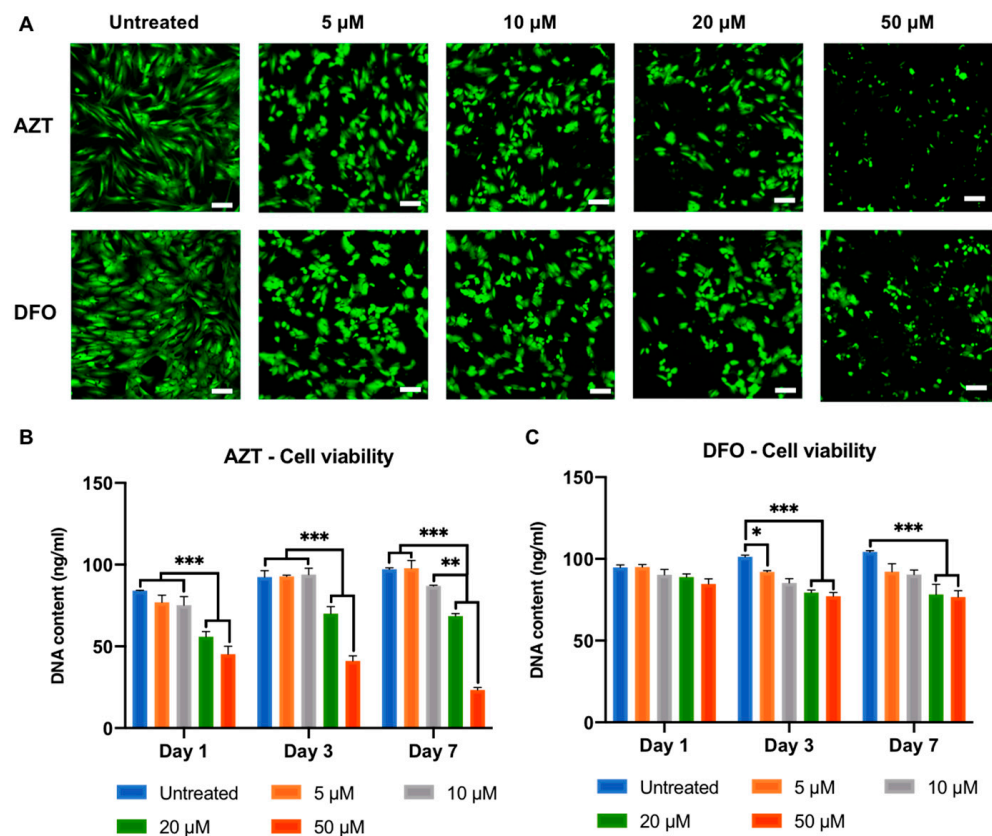 A
Untreated
5 µM
10 µM
20 µM
50 µM
AZT
DFO
B
AZT - Cell viability
DNA content (ng/ml)
150
100
50
0
***
***
***
**
Day 1
Day 3
Day 7
Untreated
5 µM
10 µM
20 µM
50 µM
C
DFO - Cell viability
DNA content (ng/ml)
150
100
50
0
*
***
***
Day 1
Day 3
Day 7
Untreated
5 µM
10 µM
20 µM
50 µM